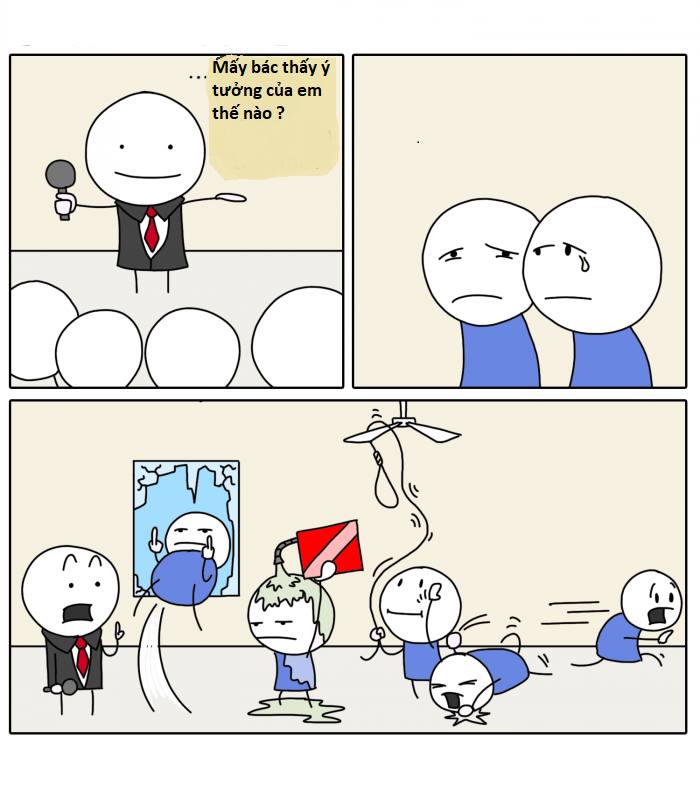 ... Mấy bác thấy ý
tưởng của em
thế nào ?